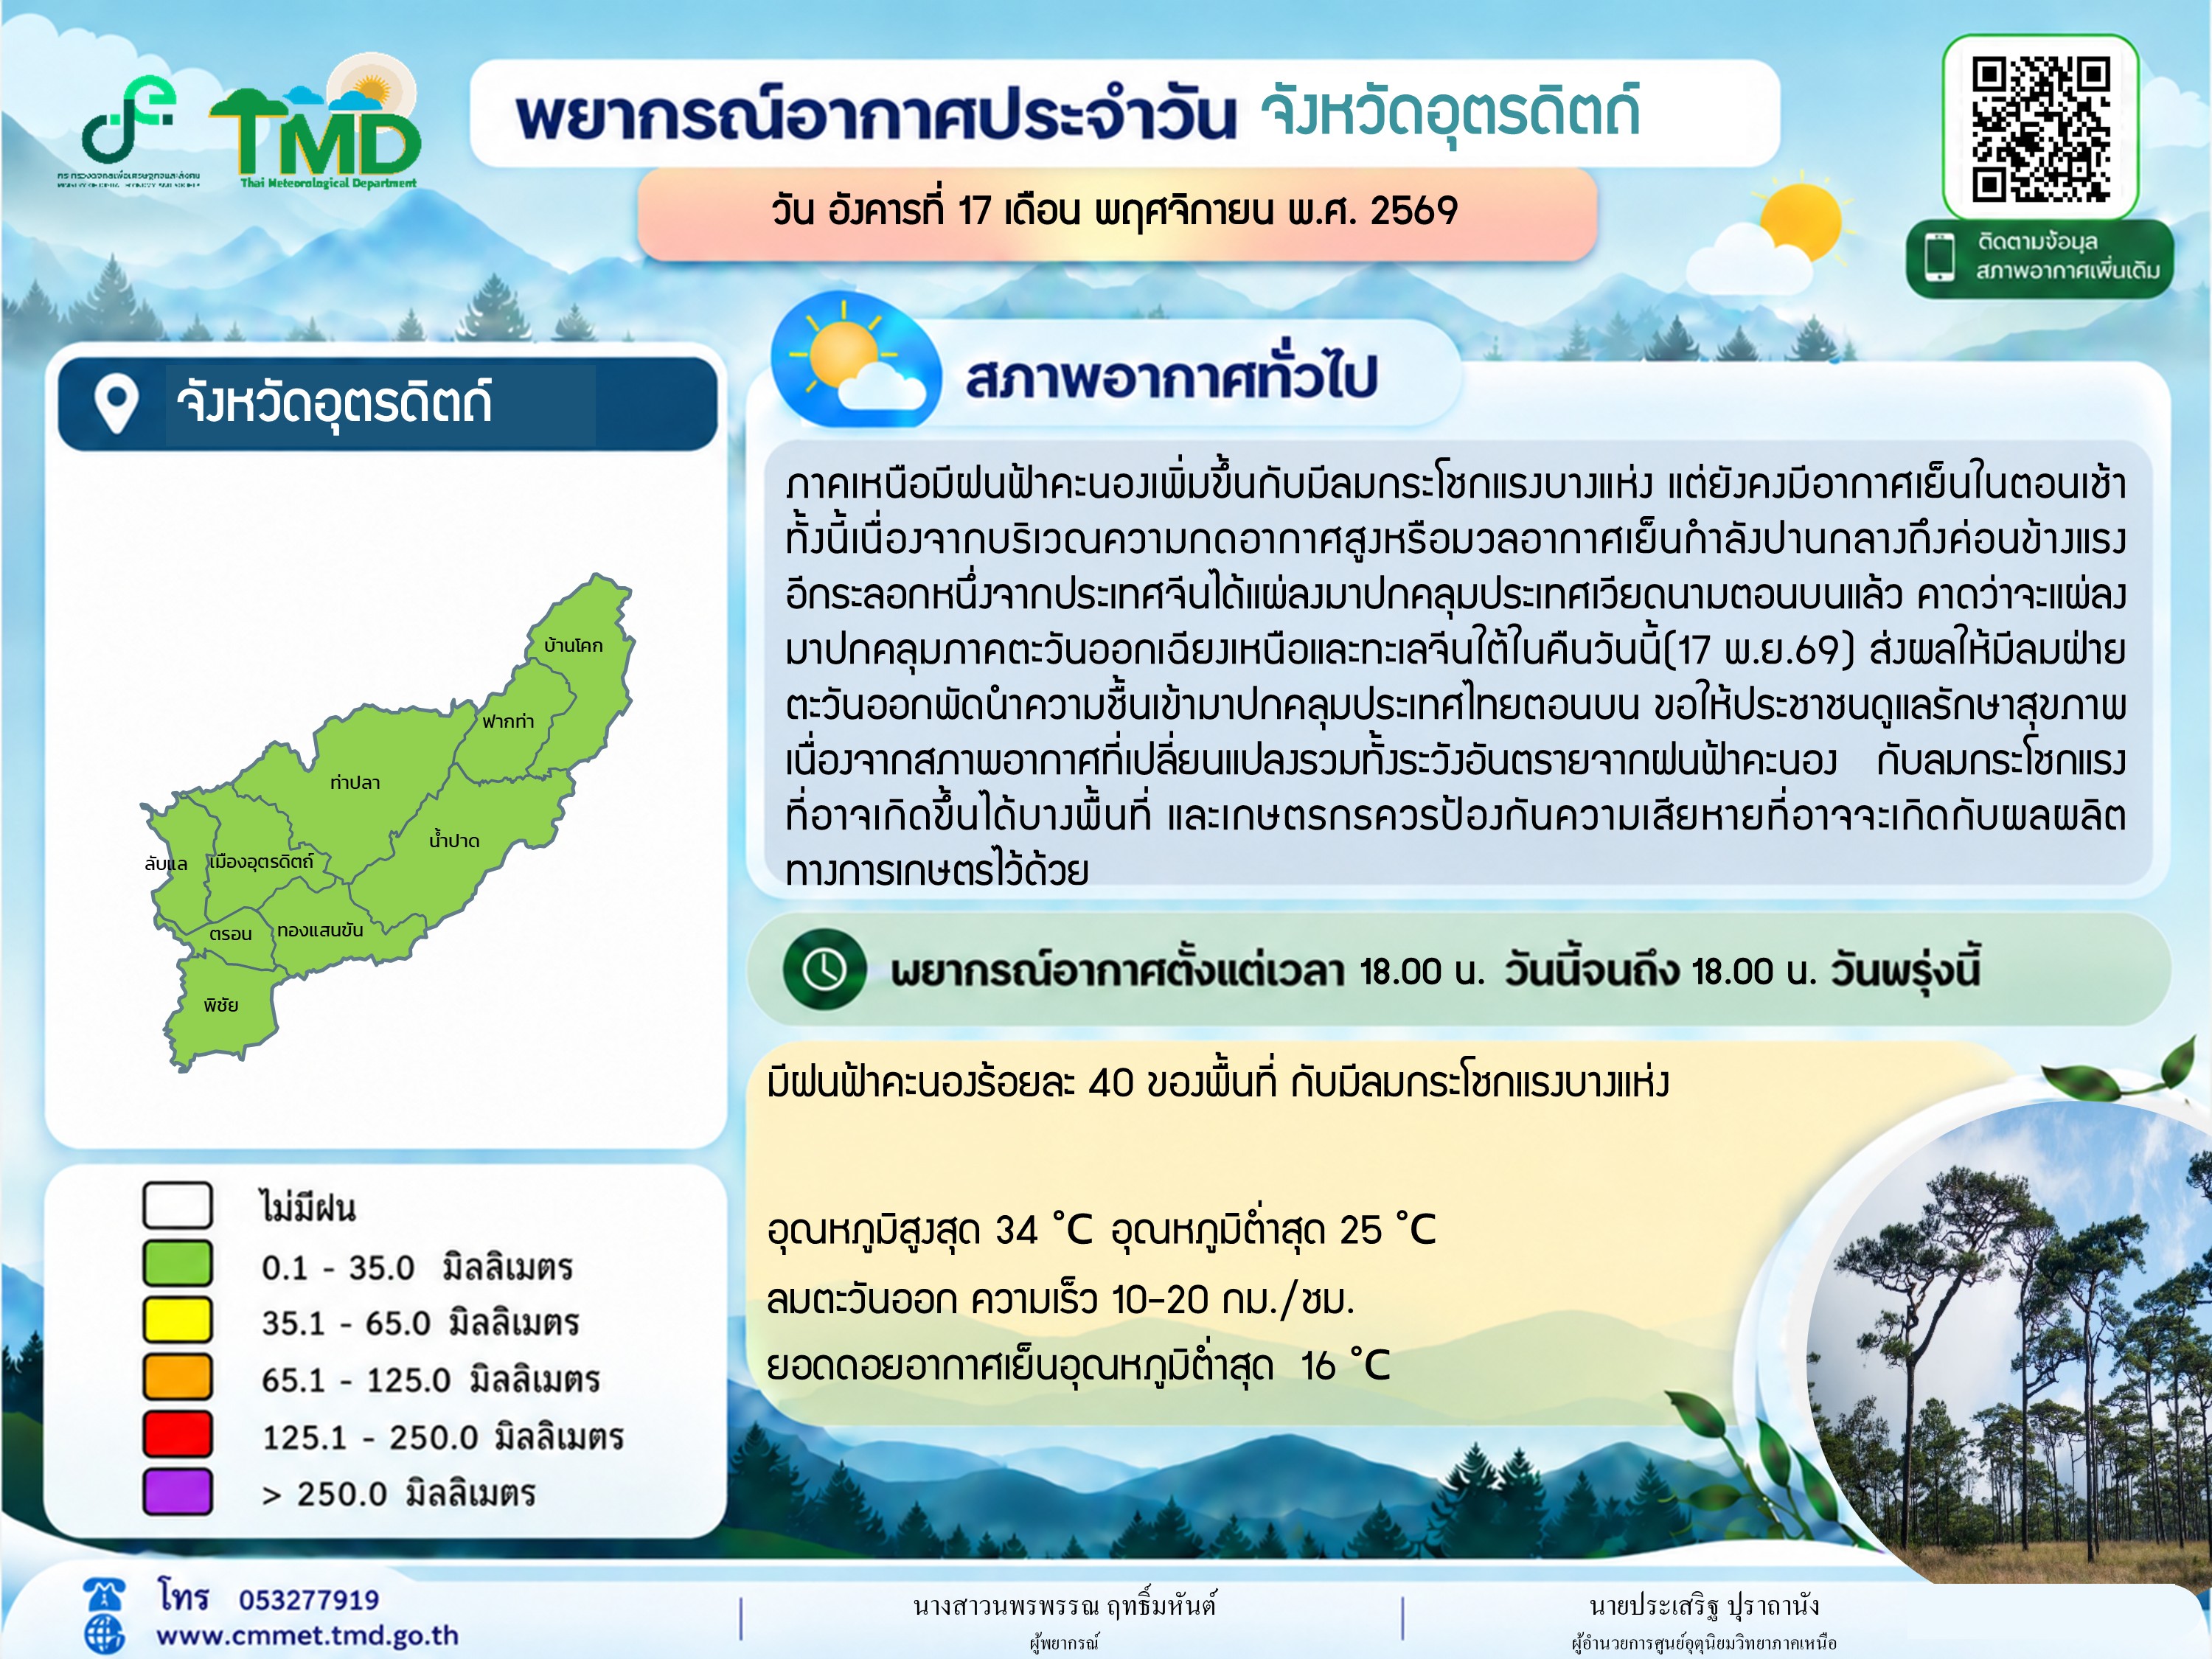 พยากรณ์อากาศประจำวัน จังหวัดอุตรดิตถ์
วัน อังคารที่ 17 เดือน พฤศจิกายน พ.ศ. 2569
TMD
Thai Meteorological Department
ติดตามข้อมูล
สภาพอากาศเพิ่มเติม
จังหวัดอุตรดิตถ์
บ้านโคก
ฟากท่า
ท่าปลา
น้ำปาด
ลับแล
เมืองอุตรดิตถ์
ตรอน
ทองแสนขัน
พิชัย
ไม่มีฝน
0.1 - 35.0 มิลลิเมตร
35.1 - 65.0 มิลลิเมตร
65.1 - 125.0 มิลลิเมตร
125.1 - 250.0 มิลลิเมตร
> 250.0 มิลลิเมตร
สภาพอากาศทั่วไป
ภาคเหนือมีฝนฟ้าคะนองเพิ่มขึ้นกับมีลมกระโชกแรงบางแห่ง แต่ยังคงมีอากาศเย็นในตอนเช้า
ทั้งนี้เนื่องจากบริเวณความกดอากาศสูงหรือมวลอากาศเย็นกำลังปานกลางถึงค่อนข้างแรง
อีกระลอกหนึ่งจากประเทศจีนได้แผ่ลงมาปกคลุมประเทศเวียดนามตอนบนแล้ว คาดว่าจะแผ่ลง
มาปกคลุมภาคตะวันออกเฉียงเหนือและทะเลจีนใต้ในคืนวันนี้(17 พ.ย.69) ส่งผลให้มีลมฝ่าย
ตะวันออกพัดนำความชื้นเข้ามาปกคลุมประเทศไทยตอนบน ขอให้ประชาชนดูแลรักษาสุขภาพ
เนื่องจากสภาพอากาศที่เปลี่ยนแปลงรวมทั้งระวังอันตรายจากฝนฟ้าคะนอง กับลมกระโชกแรง
ที่อาจเกิดขึ้นได้บางพื้นที่ และเกษตรกรควรป้องกันความเสียหายที่อาจจะเกิดกับผลผลิต
ทางการเกษตรไว้ด้วย
พยากรณ์อากาศตั้งแต่เวลา 18.00 น. วันนี้จนถึง 18.00 น. วันพรุ่งนี้
มีฝนฟ้าคะนองร้อยละ 40 ของพื้นที่ กับมีลมกระโชกแรงบางแห่ง
อุณหภูมิสูงสุด 34 °C อุณหภูมิต่ำสุด 25 °C
ลมตะวันออก ความเร็ว 10-20 กม./ชม.
ยอดดอยอากาศเย็นอุณหภูมิต่ำสุด 16 °C
โทร 053277919
www.cmmet.tmd.go.th
นางสาวนพรพรรณ ฤทธิ์มหันต์
ผู้พยากรณ์
นายประเสริฐ ปุราถานัง
ผู้อำนวยการศูนย์อุตุนิยมวิทยาภาคเหนือ